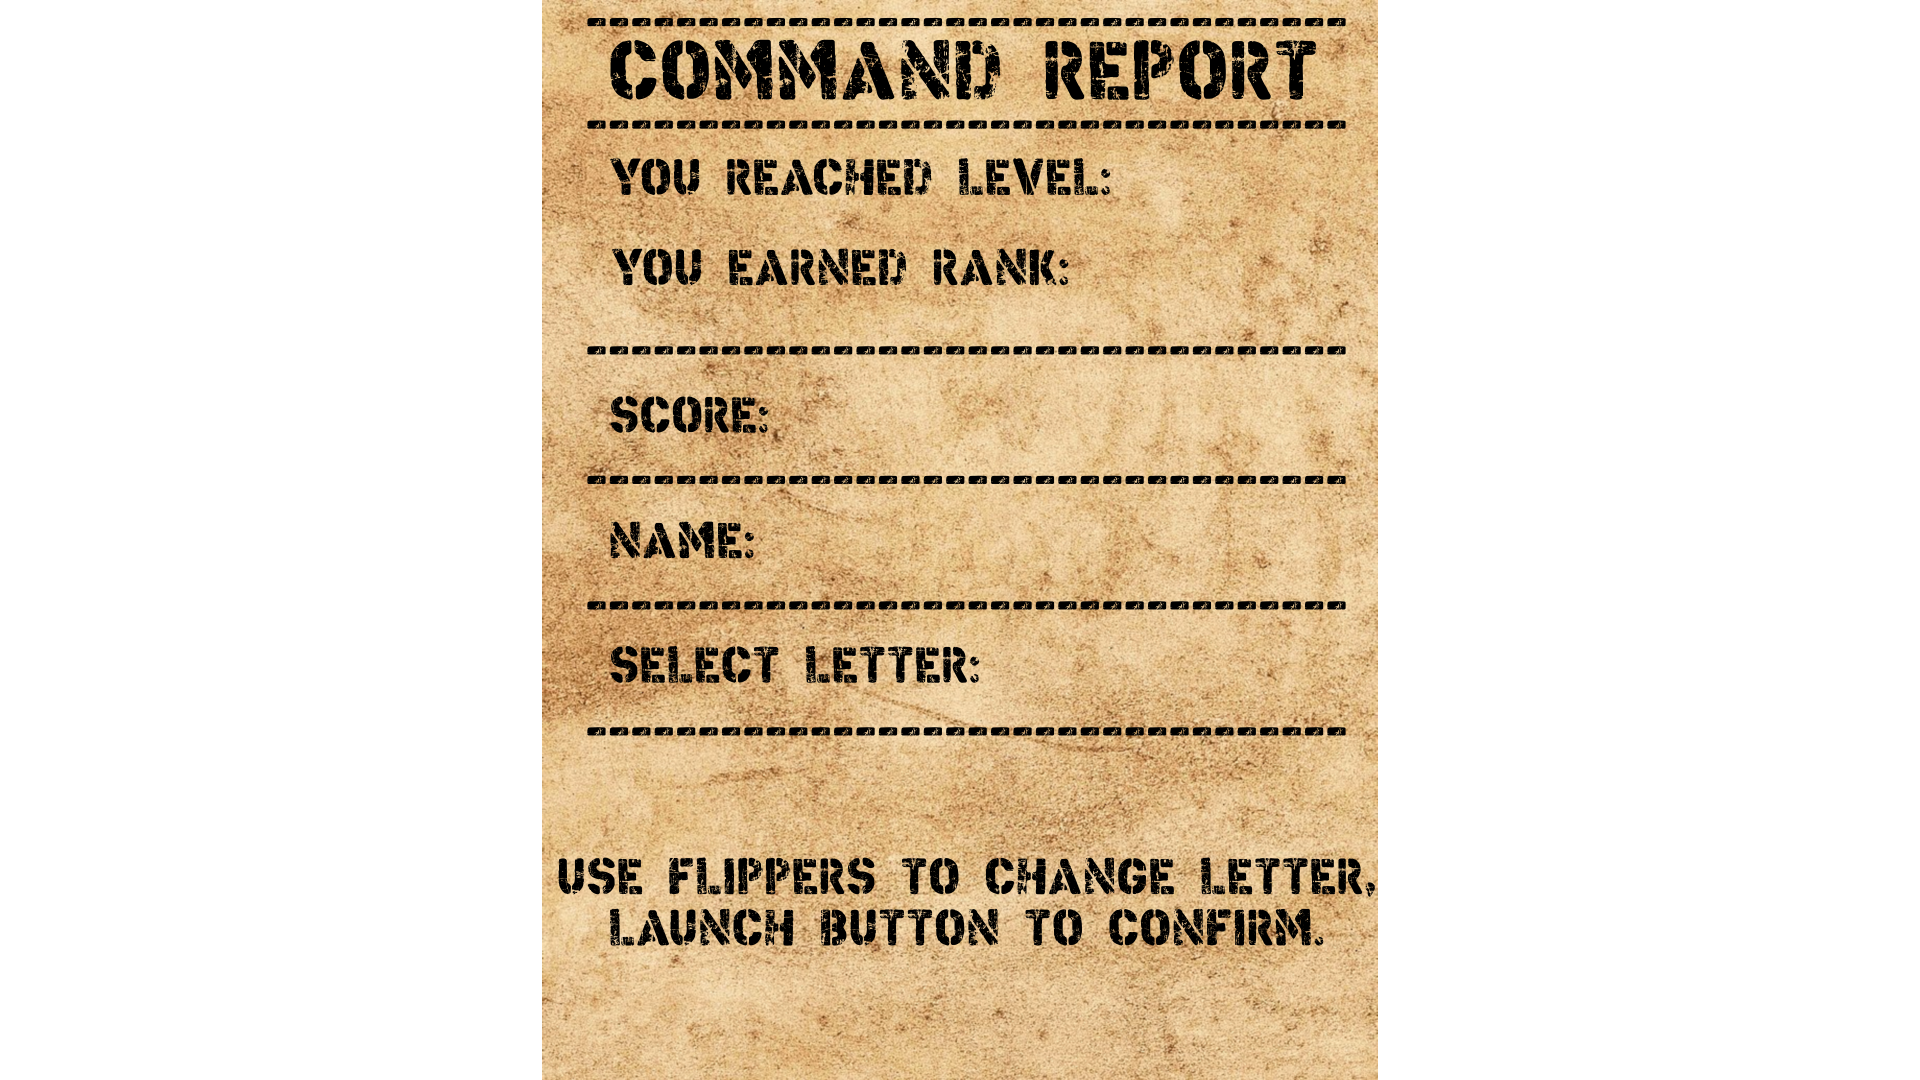 COMMAND REPORT
YOU REACHED LEVEL:
YOU EARNED RANK:
SCORE:
NAME:
SELECT LETTER:
USE FLIPPERS TO CHANGE LETTER,
LAUNCH BUTTON TO CONFIRM.